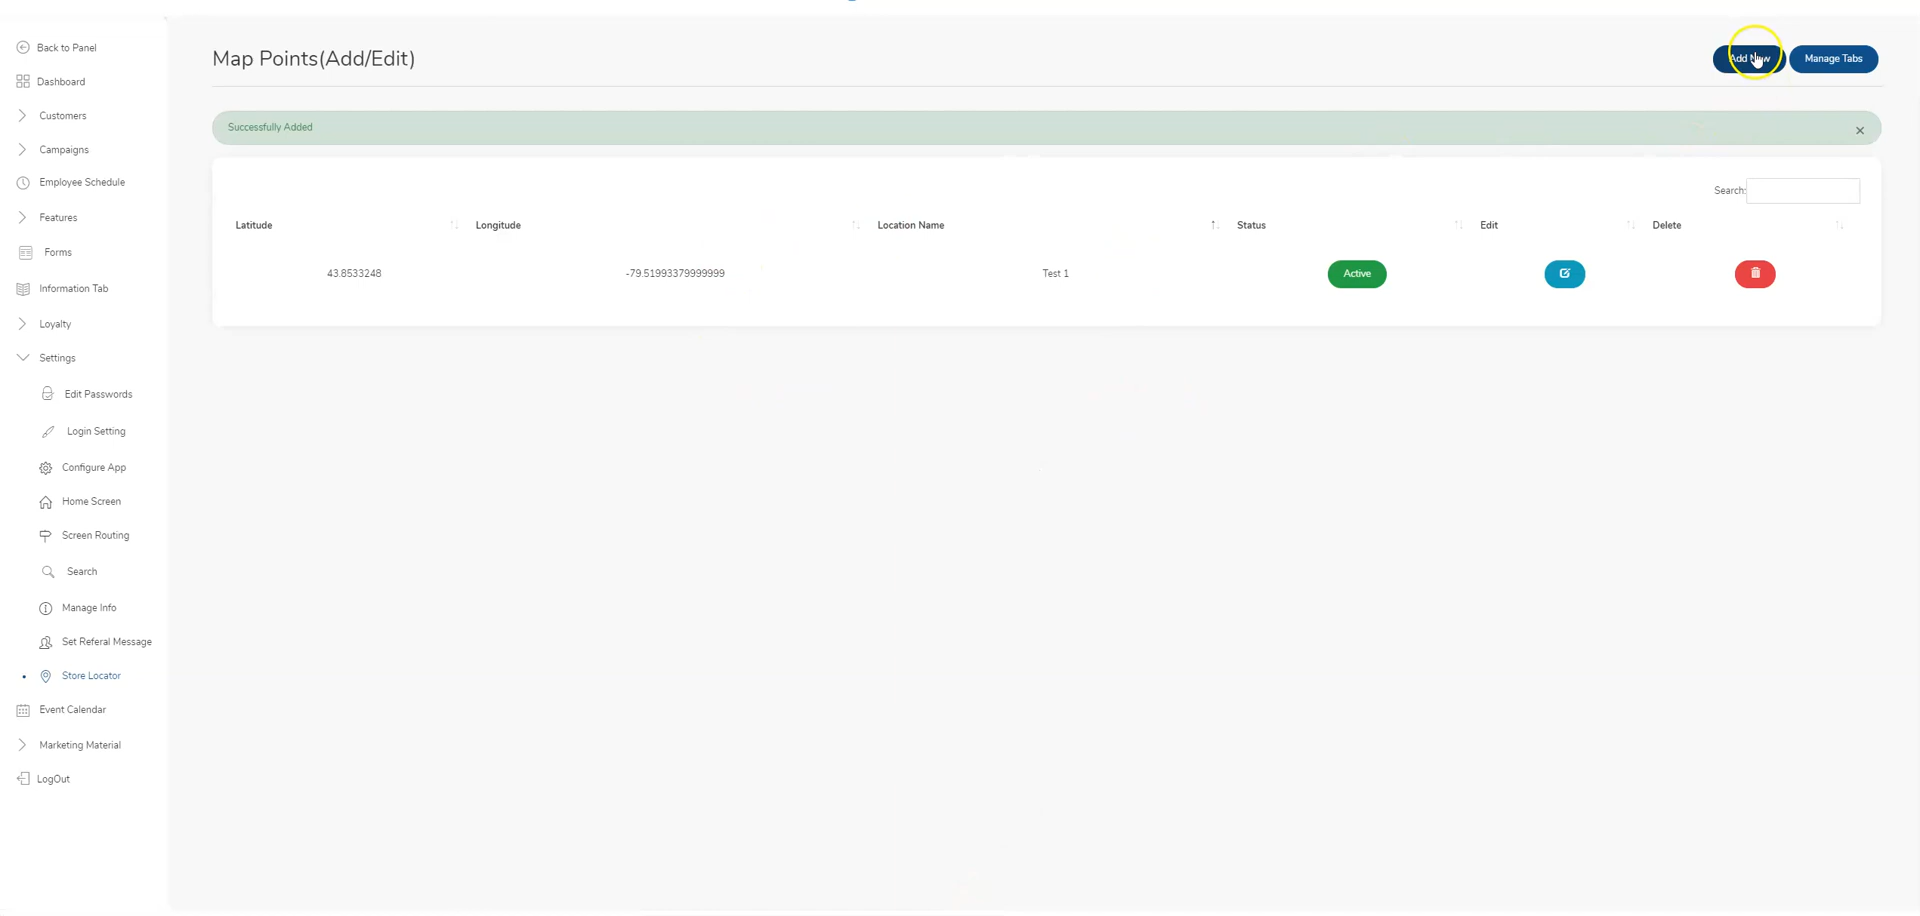 Back to Panel
Dashboard
Customers
Campaigns
Employee Schedule
Features
Forms
Information Tab
Loyalty
Settings
Edit Passwords
Login Setting
Configure App
Home Screen
Screen Routing
Search
Manage Info
Set Referal Message
Store Locator
Event Calendar
Marketing Material
LogOut
Map Points(Add/Edit)
Add New Manage Tabs
Successfully Added
Search:
Latitude Longitude Location Name Status Edit Delete
43.8533248 -79.51993379999999 Test 1 Active